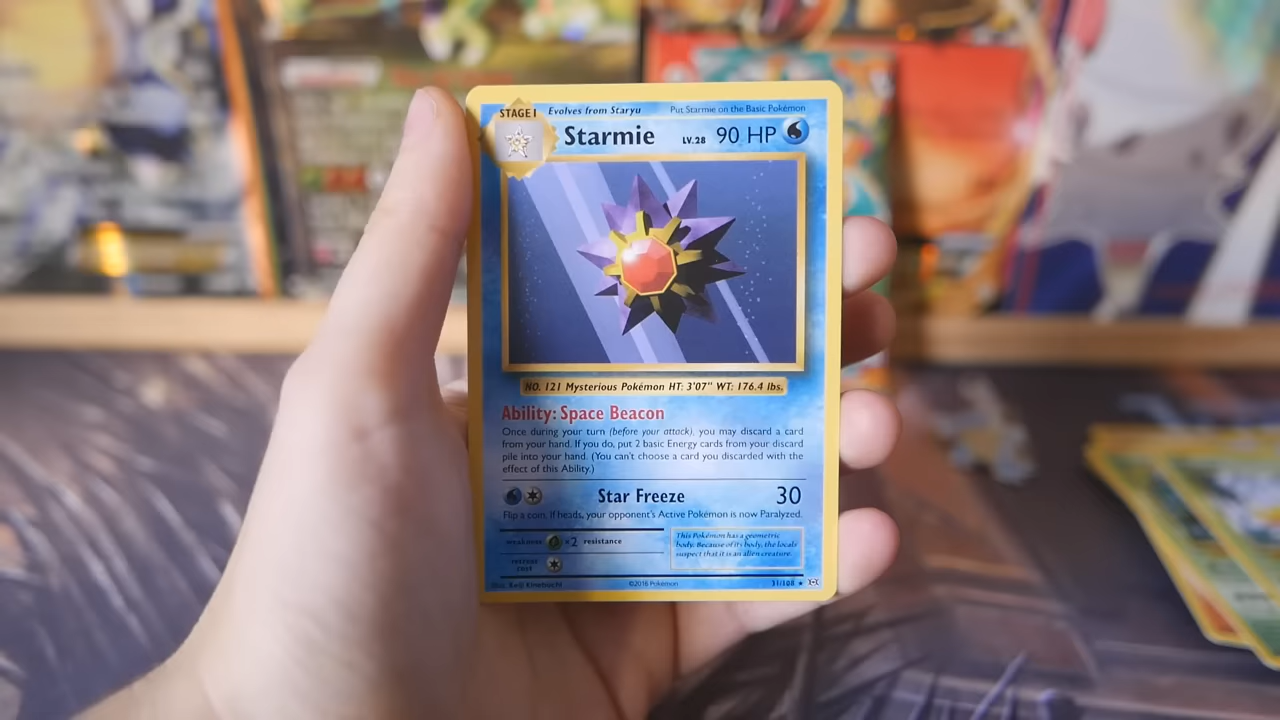 STAGE 1 Evolves from Staryu Put Starmie on the Basic Pokémon
Starmie LV.28 90 HP
NO. 121 Mysterious Pokémon HT: 3'07" WT: 176.4 lbs.
Ability: Space Beacon
Once during your turn (before your attack), you may discard a card
from your hand. If you do, put 2 basic Energy cards from your discard
pile into your hand. (You can't choose a card you discarded with the
effect of this Ability.)
Star Freeze 30
Flip a coin. If heads, your opponent's Active Pokémon is now Paralyzed.
weakness ×2 resistance
retreat cost
This Pokémon has a geometric
body. Because of its body, the locals
suspect that it is an alien creature.
©2016 Pokémon 31/108